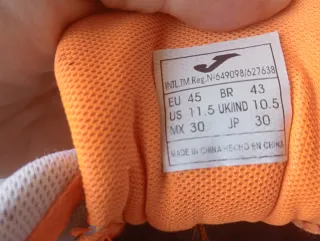 INTL.TM.Reg.Nº649098/627638
EU 45 BR 43
US 11.5 UK/IND 10.5
MX 30 JP 30
MADE IN CHINA HECHO EN CHINA